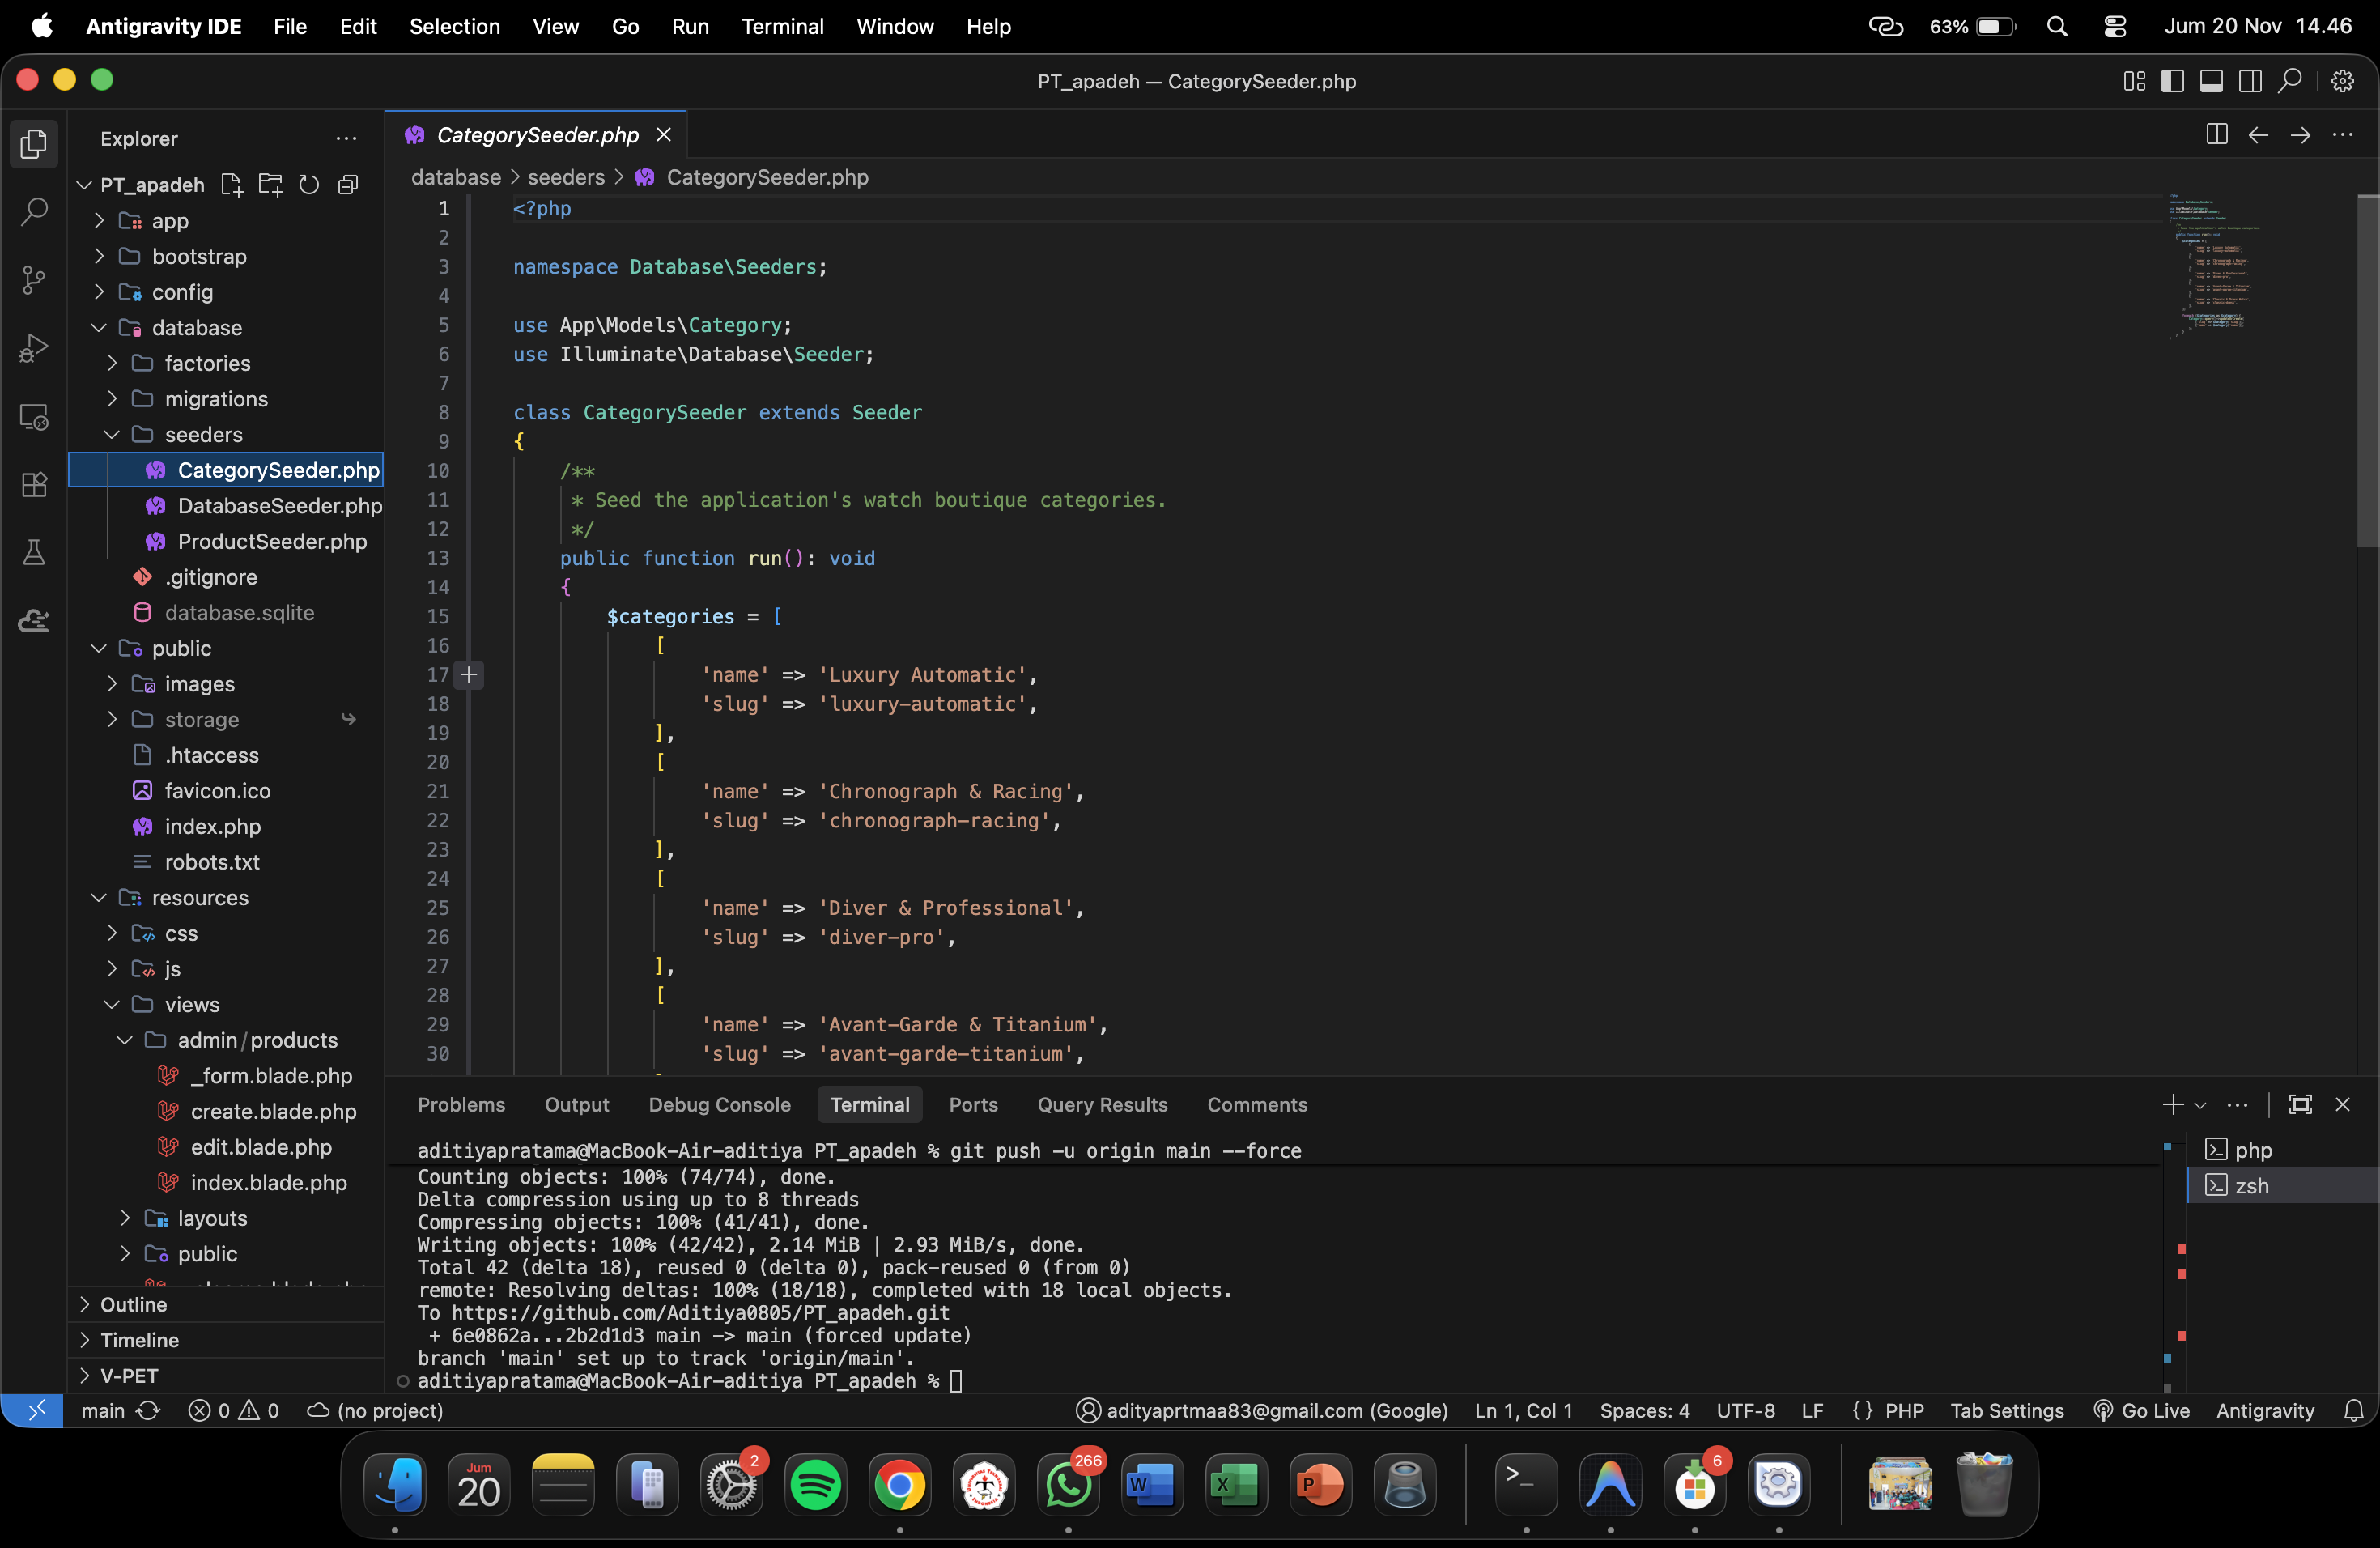 Antigravity IDE File Edit Selection View Go Run Terminal Window Help 63% Jum 20 Nov 14.46
PT_apadeh — CategorySeeder.php
Explorer
PT_apadeh
app
bootstrap
config
database
factories
migrations
seeders
CategorySeeder.php
DatabaseSeeder.php
ProductSeeder.php
.gitignore
database.sqlite
public
images
storage
.htaccess
favicon.ico
index.php
robots.txt
resources
css
js
views
admin/products
_form.blade.php
create.blade.php
edit.blade.php
index.blade.php
layouts
public
Outline
Timeline
V-PET
CategorySeeder.php
database > seeders > CategorySeeder.php
1 <?php
2
3 namespace Database\Seeders;
4
5 use App\Models\Category;
6 use Illuminate\Database\Seeder;
7
8 class CategorySeeder extends Seeder
9 {
10 /**
11 * Seed the application's watch boutique categories.
12 */
13 public function run(): void
14 {
15 $categories = [
16 [
17 'name' => 'Luxury Automatic',
18 'slug' => 'luxury-automatic',
19 ],
20 [
21 'name' => 'Chronograph & Racing',
22 'slug' => 'chronograph-racing',
23 ],
24 [
25 'name' => 'Diver & Professional',
26 'slug' => 'diver-pro',
27 ],
28 [
29 'name' => 'Avant-Garde & Titanium',
30 'slug' => 'avant-garde-titanium',
Problems Output Debug Console Terminal Ports Query Results Comments
aditiyapratama@MacBook-Air-aditiya PT_apadeh % git push -u origin main --force
Counting objects: 100% (74/74), done.
Delta compression using up to 8 threads
Compressing objects: 100% (41/41), done.
Writing objects: 100% (42/42), 2.14 MiB | 2.93 MiB/s, done.
Total 42 (delta 18), reused 0 (delta 0), pack-reused 0 (from 0)
remote: Resolving deltas: 100% (18/18), completed with 18 local objects.
To https://github.com/Aditiya0805/PT_apadeh.git
+ 6e0862a...2b2d1d3 main -> main (forced update)
branch 'main' set up to track 'origin/main'.
aditiyapratama@MacBook-Air-aditiya PT_apadeh %
php
zsh
main 0 0 (no project) adityaprtmaa83@gmail.com (Google) Ln 1, Col 1 Spaces: 4 UTF-8 LF {} PHP Tab Settings Go Live Antigravity
Jum
20
2
266
W
X
P
6